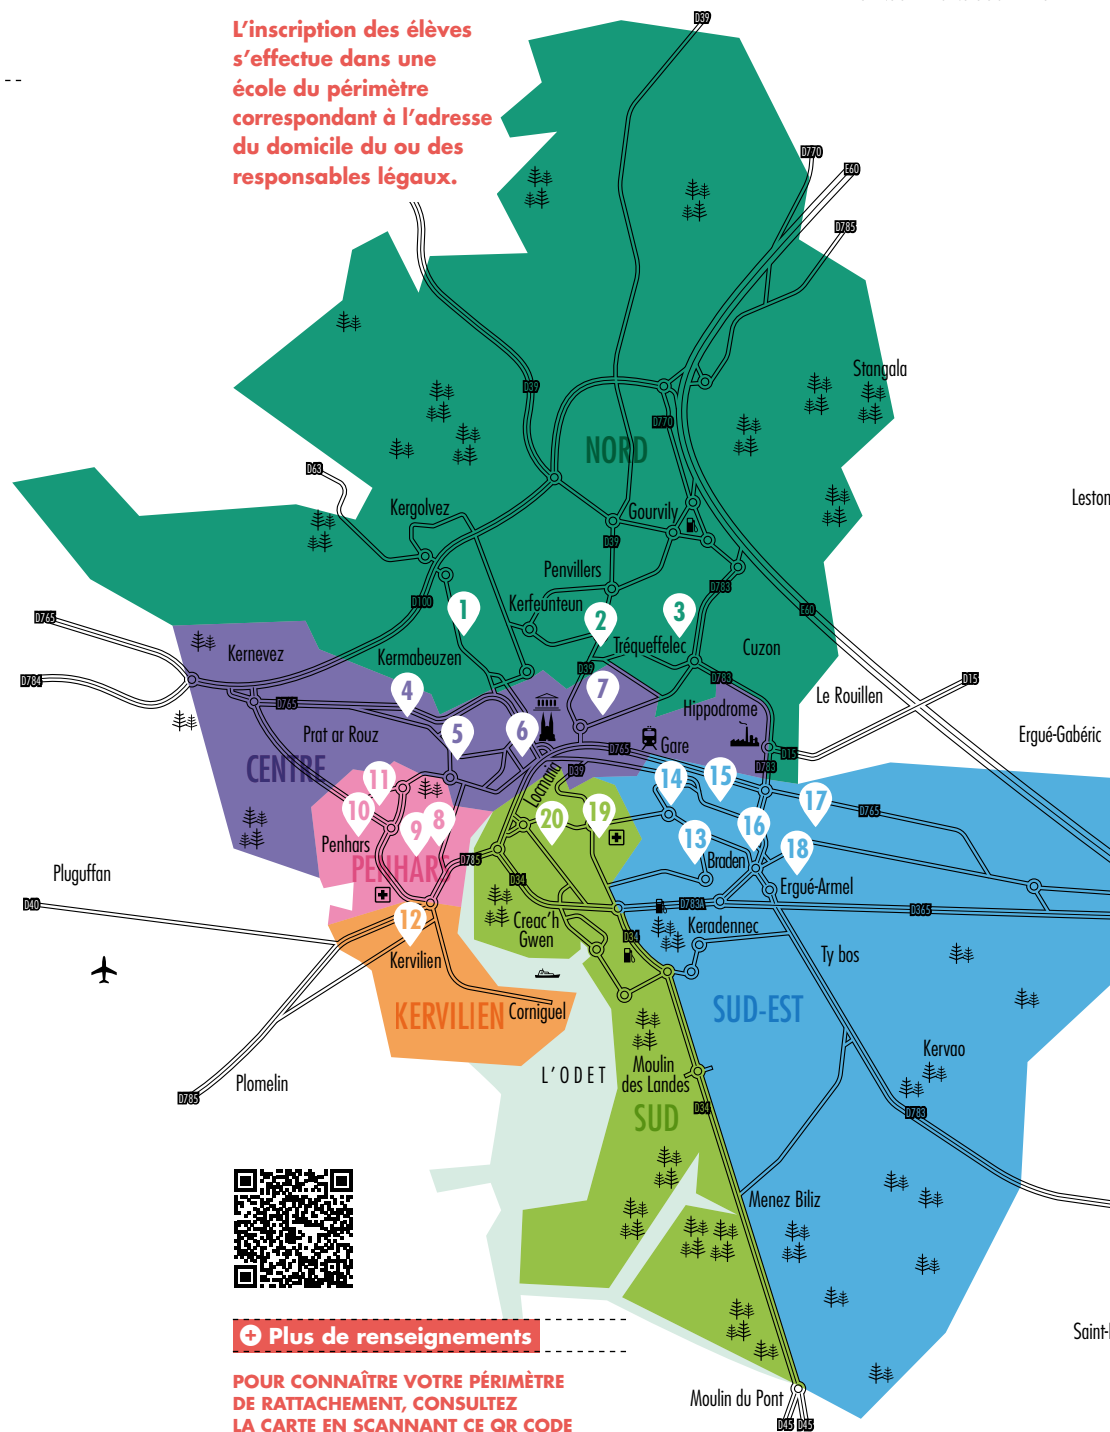 L'inscription des élèves
s'effectue dans une
école du périmètre
correspondant à l'adresse
du domicile du ou des
responsables légaux.
D39
D770
E60
D785
Stangala
D39
D770
NORD
D63
Kergolvez
Gourvily
Leston
D39
Penvillers
D783
D100
1
Kerfeunteun
2
3
E60
D765
Kernevez
Kermabeuzen
Tréqueffelec
Cuzon
D39
D783
D784
D765
4
7
Hippodrome
Le Rouillen
D15
Prat ar Rouz
5
6
Gare
D765
Ergué-Gabéric
CENTRE
D39
D15
D783
Locmaria
11
14
15
10
9
8
20
19
17
D765
Penhars
13
16
18
PENHARS
D785
Braden
Pluguffan
D34
Ergué-Armel
D40
D783A
D365
12
Creac'h
Gwen
Keradennec
D34
Kervilien
Ty bos
KERVILIEN
Corniguel
SUD-EST
L'ODET
Moulin
des Landes
Kervao
Plomelin
D785
D34
D783
SUD
Menez Biliz
Plus de renseignements
Saint-
POUR CONNAÎTRE VOTRE PÉRIMÈTRE
DE RATTACHEMENT, CONSULTEZ
LA CARTE EN SCANNANT CE QR CODE
Moulin du Pont
D45
D45